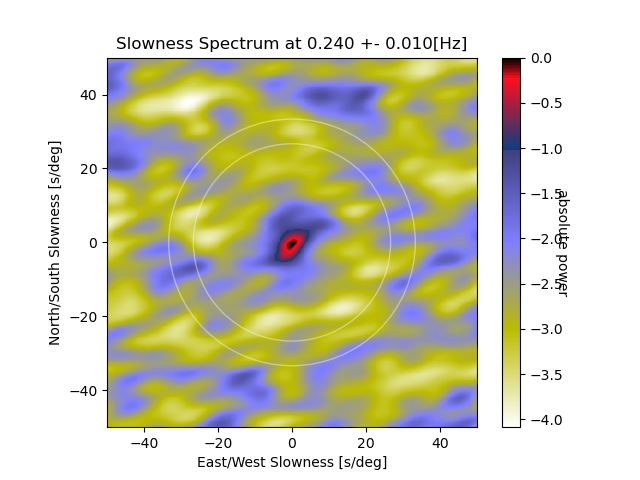 Slowness Spectrum at 0.240 +- 0.010[Hz]
North/South Slowness [s/deg]
40
20
0
−20
−40
−40 −20 0 20 40
East/West Slowness [s/deg]
0.0
−0.5
−1.0
−1.5
−2.0
−2.5
−3.0
−3.5
−4.0
absolute power